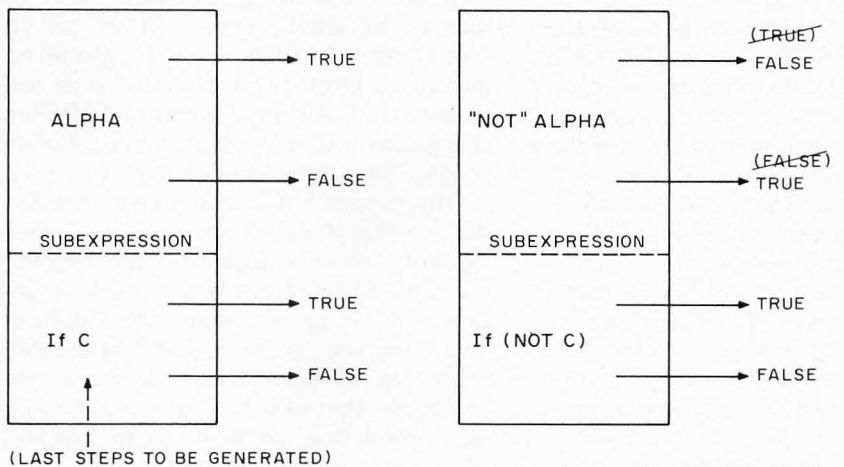 TRUE
ALPHA
FALSE
SUBEXPRESSION
TRUE
If C
FALSE
(LAST STEPS TO BE GENERATED)
(TRUE)
FALSE
"NOT" ALPHA
(FALSE)
TRUE
SUBEXPRESSION
TRUE
If (NOT C)
FALSE